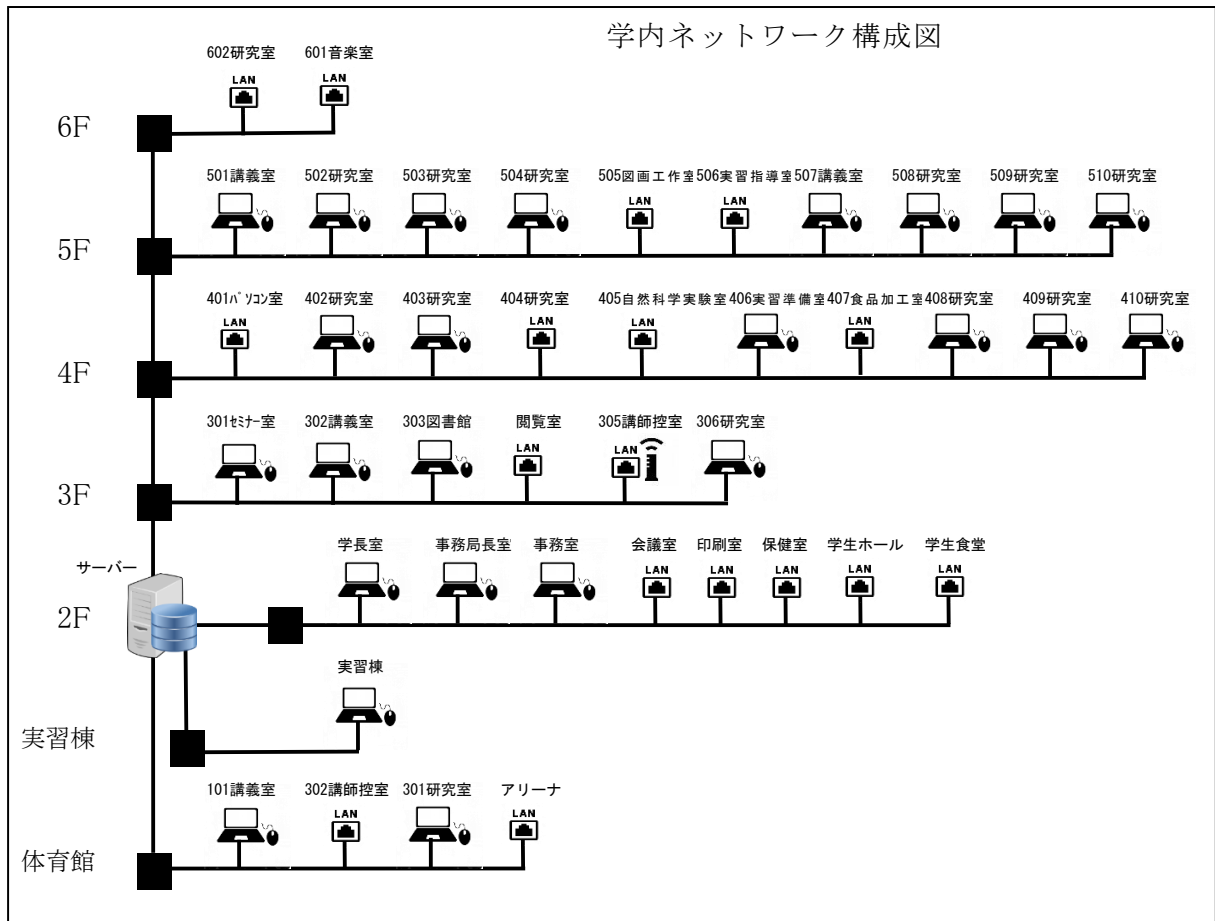 学内ネットワーク構成図
602研究室 601音楽室
LAN LAN
6F
501講義室 502研究室 503研究室 504研究室 505図画工作室 506実習指導室 507講義室 508研究室 509研究室 510研究室
LAN LAN
5F
401パソコン室 402研究室 403研究室 404研究室 405自然科学実験室 406実習準備室 407食品加工室 408研究室 409研究室 410研究室
LAN LAN LAN LAN
4F
301セミナー室 302講義室 303図書館 閲覧室 305講師控室 306研究室
LAN LAN
3F
学長室 事務局長室 事務室 会議室 印刷室 保健室 学生ホール 学生食堂
サーバー
LAN LAN LAN LAN LAN
2F
実習棟
実習棟
101講義室 302講師控室 301研究室 アリーナ
LAN LAN
体育館